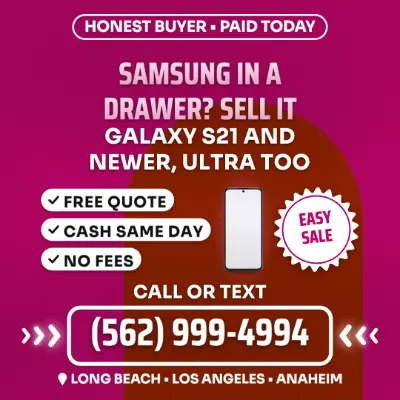 HONEST BUYER ▪ PAID TODAY
SAMSUNG IN A
DRAWER? SELL IT
GALAXY S21 AND
NEWER, ULTRA TOO
FREE QUOTE
CASH SAME DAY
NO FEES
EASY
SALE
CALL OR TEXT
(562) 999-4994
LONG BEACH ▪ LOS ANGELES ▪ ANAHEIM